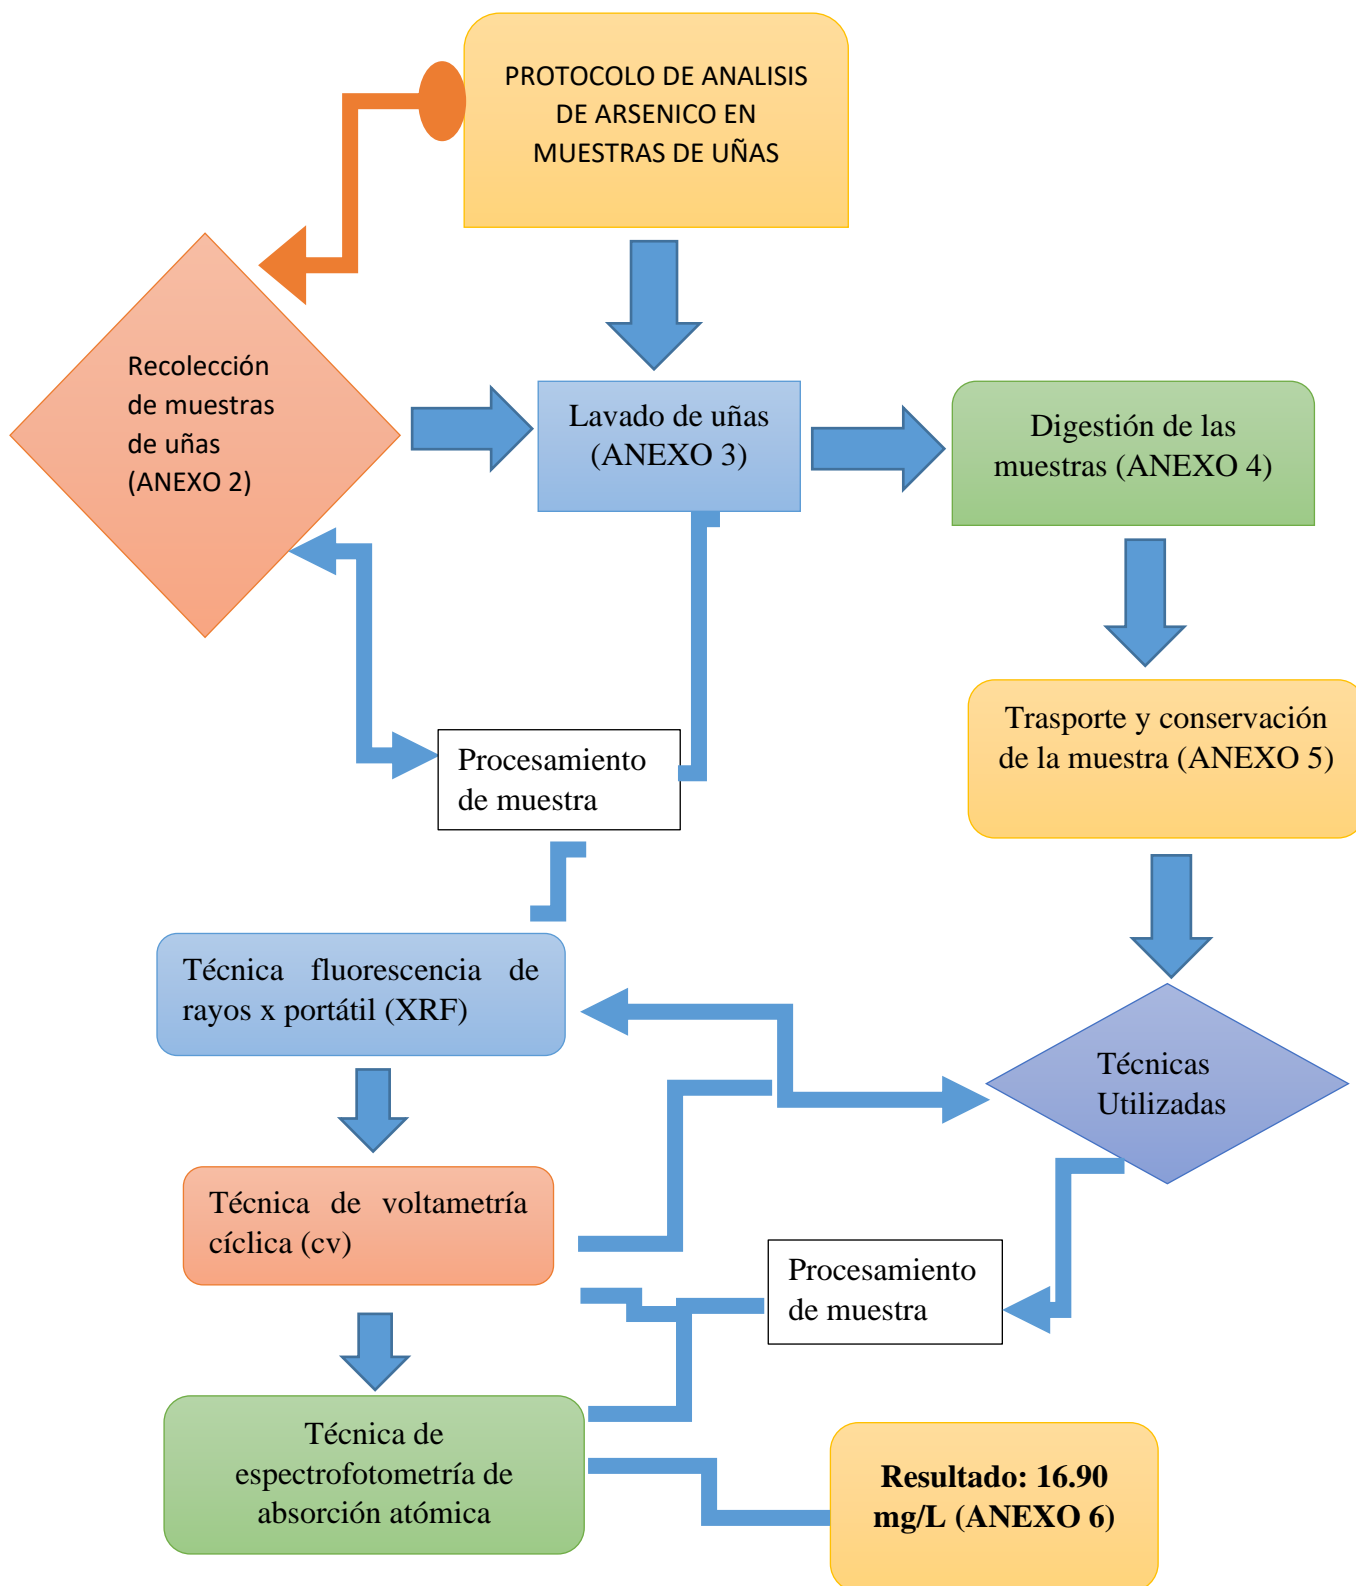 PROTOCOLO DE ANALISIS
DE ARSENICO EN
MUESTRAS DE UÑAS
Recolección
de muestras
de uñas
(ANEXO 2)
Lavado de uñas
(ANEXO 3)
Digestión de las
muestras (ANEXO 4)
Trasporte y conservación
de la muestra (ANEXO 5)
Procesamiento
de muestra
Técnica fluorescencia de
rayos x portátil (XRF)
Técnicas
Utilizadas
Técnica de voltametría
cíclica (cv)
Procesamiento
de muestra
Técnica de
espectrofotometría de
absorción atómica
Resultado: 16.90
mg/L (ANEXO 6)